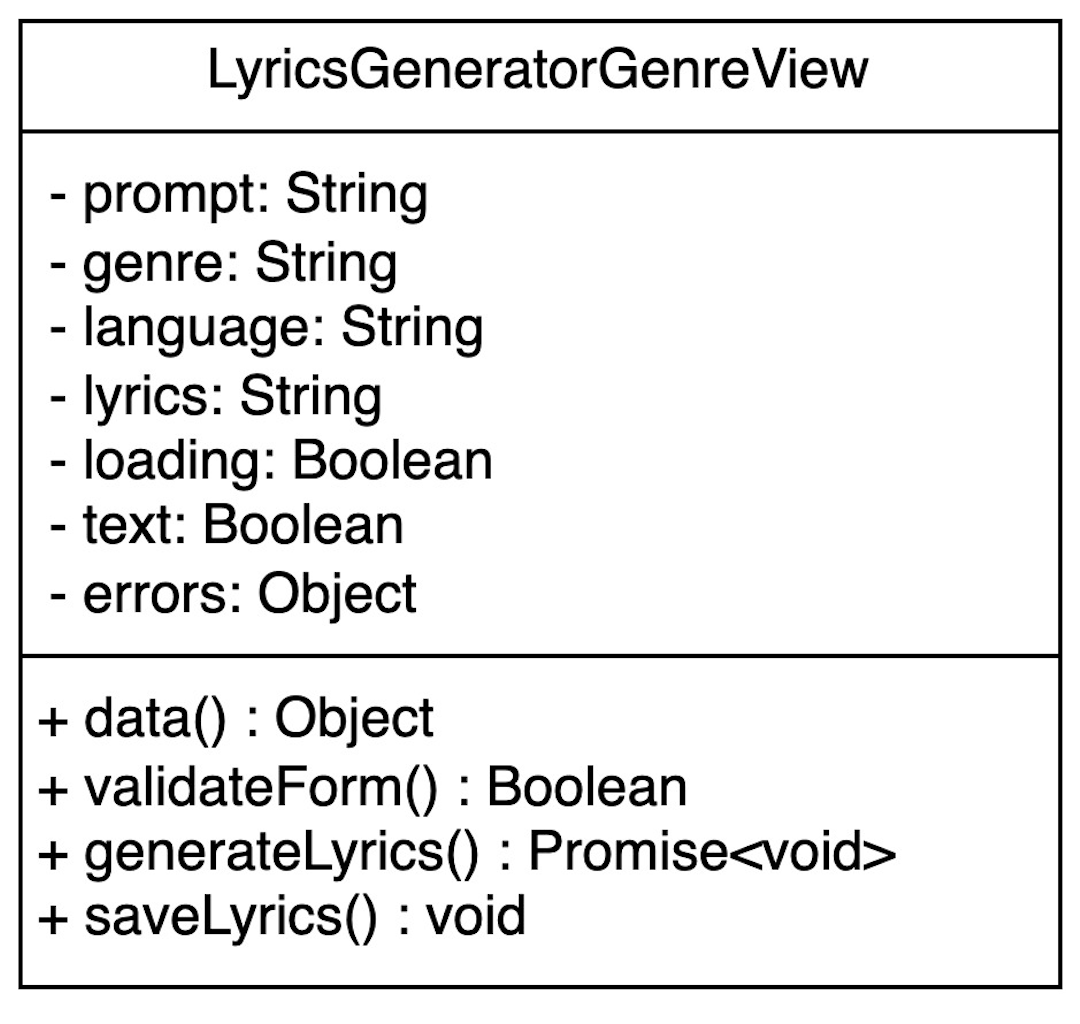 LyricsGeneratorGenreView
- prompt: String
- genre: String
- language: String
- lyrics: String
- loading: Boolean
- text: Boolean
- errors: Object
+ data() : Object
+ validateForm() : Boolean
+ generateLyrics() : Promise<void>
+ saveLyrics() : void